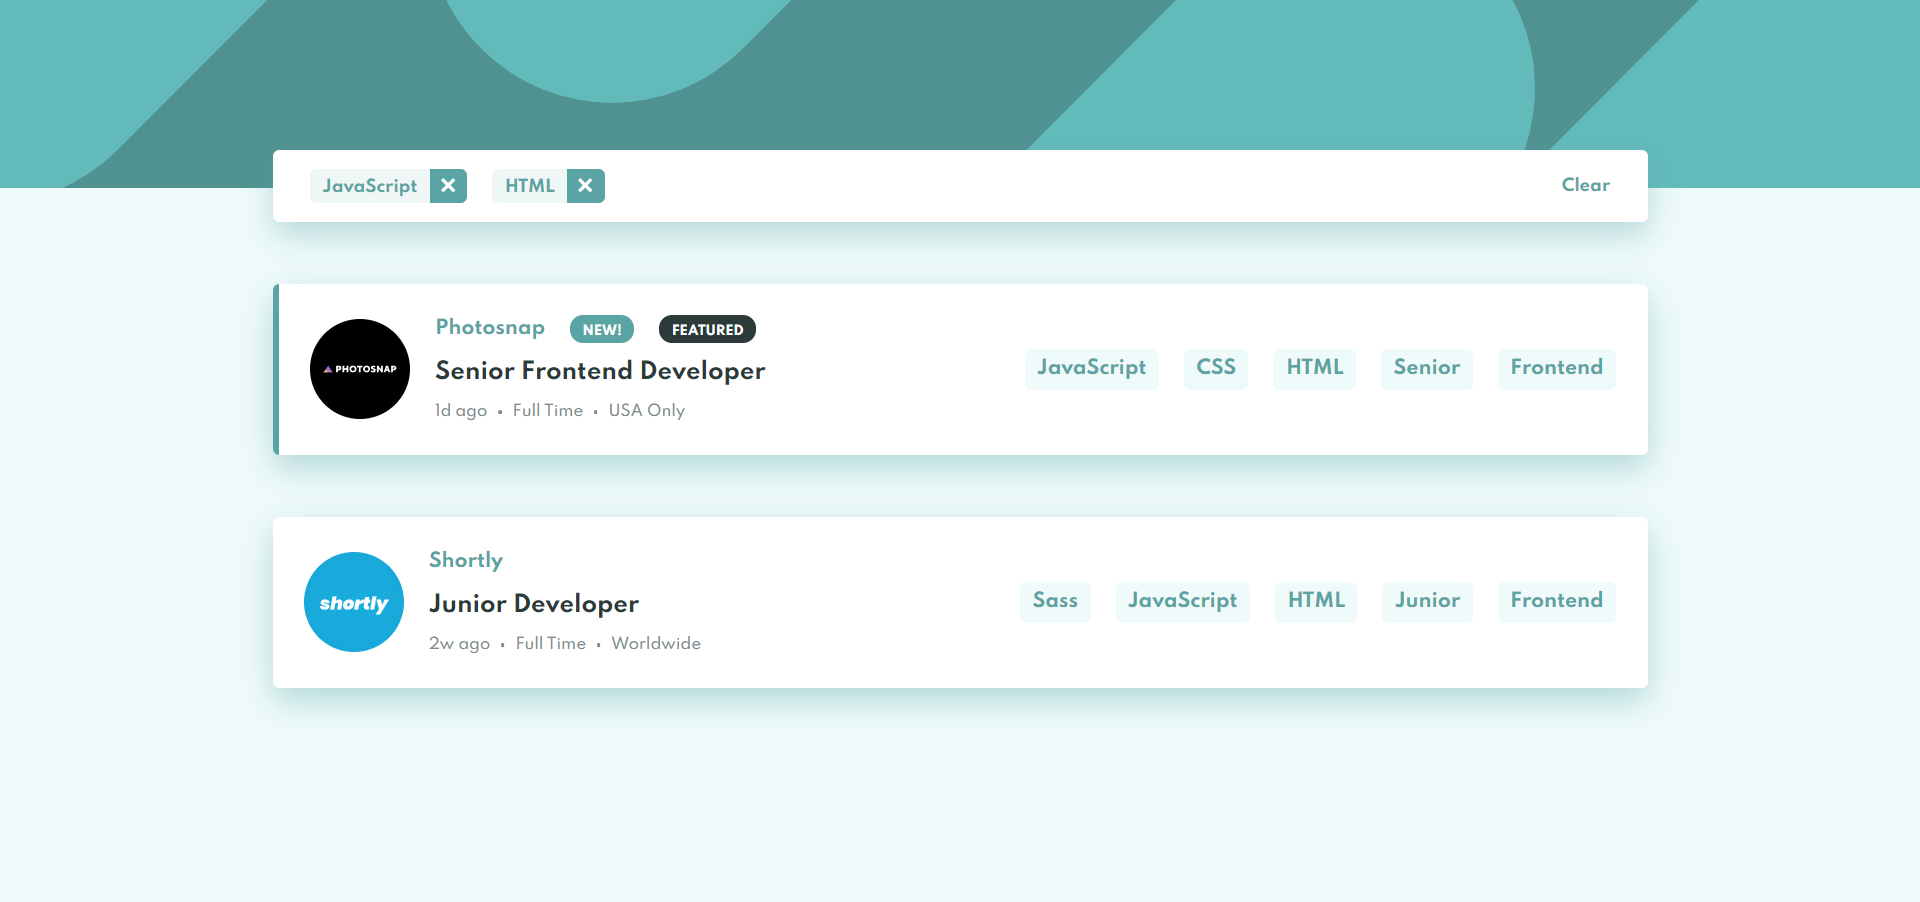 JavaScript HTML Clear
Photosnap NEW! FEATURED
PHOTOSNAP
Senior Frontend Developer
1d ago • Full Time • USA Only
JavaScript CSS HTML Senior Frontend
Shortly
shortly
Junior Developer
2w ago • Full Time • Worldwide
Sass JavaScript HTML Junior Frontend